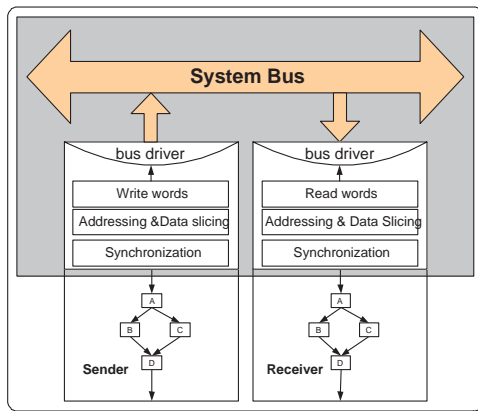 System Bus
bus driver
bus driver
Write words
Read words
Addressing &Data slicing
Addressing & Data Slicing
Synchronization
Synchronization
A
A
B
C
B
C
D
D
Sender
Receiver